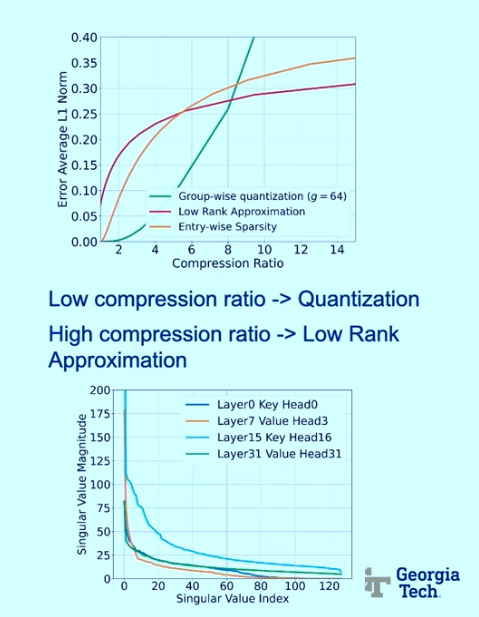 0.40
0.35
0.30
0.25
0.20
0.15
0.10
0.05
0.00
Error Average L1 Norm
Group-wise quantization (g = 64)
Low Rank Approximation
Entry-wise Sparsity
2 4 6 8 10 12 14
Compression Ratio
Low compression ratio -> Quantization
High compression ratio -> Low Rank
Approximation
200
175
150
125
100
75
50
25
0
Singular Value Magnitude
Layer0 Key Head0
Layer7 Value Head3
Layer15 Key Head16
Layer31 Value Head31
0 20 40 60 80 100 120
Singular Value Index
GT
Georgia
Tech.